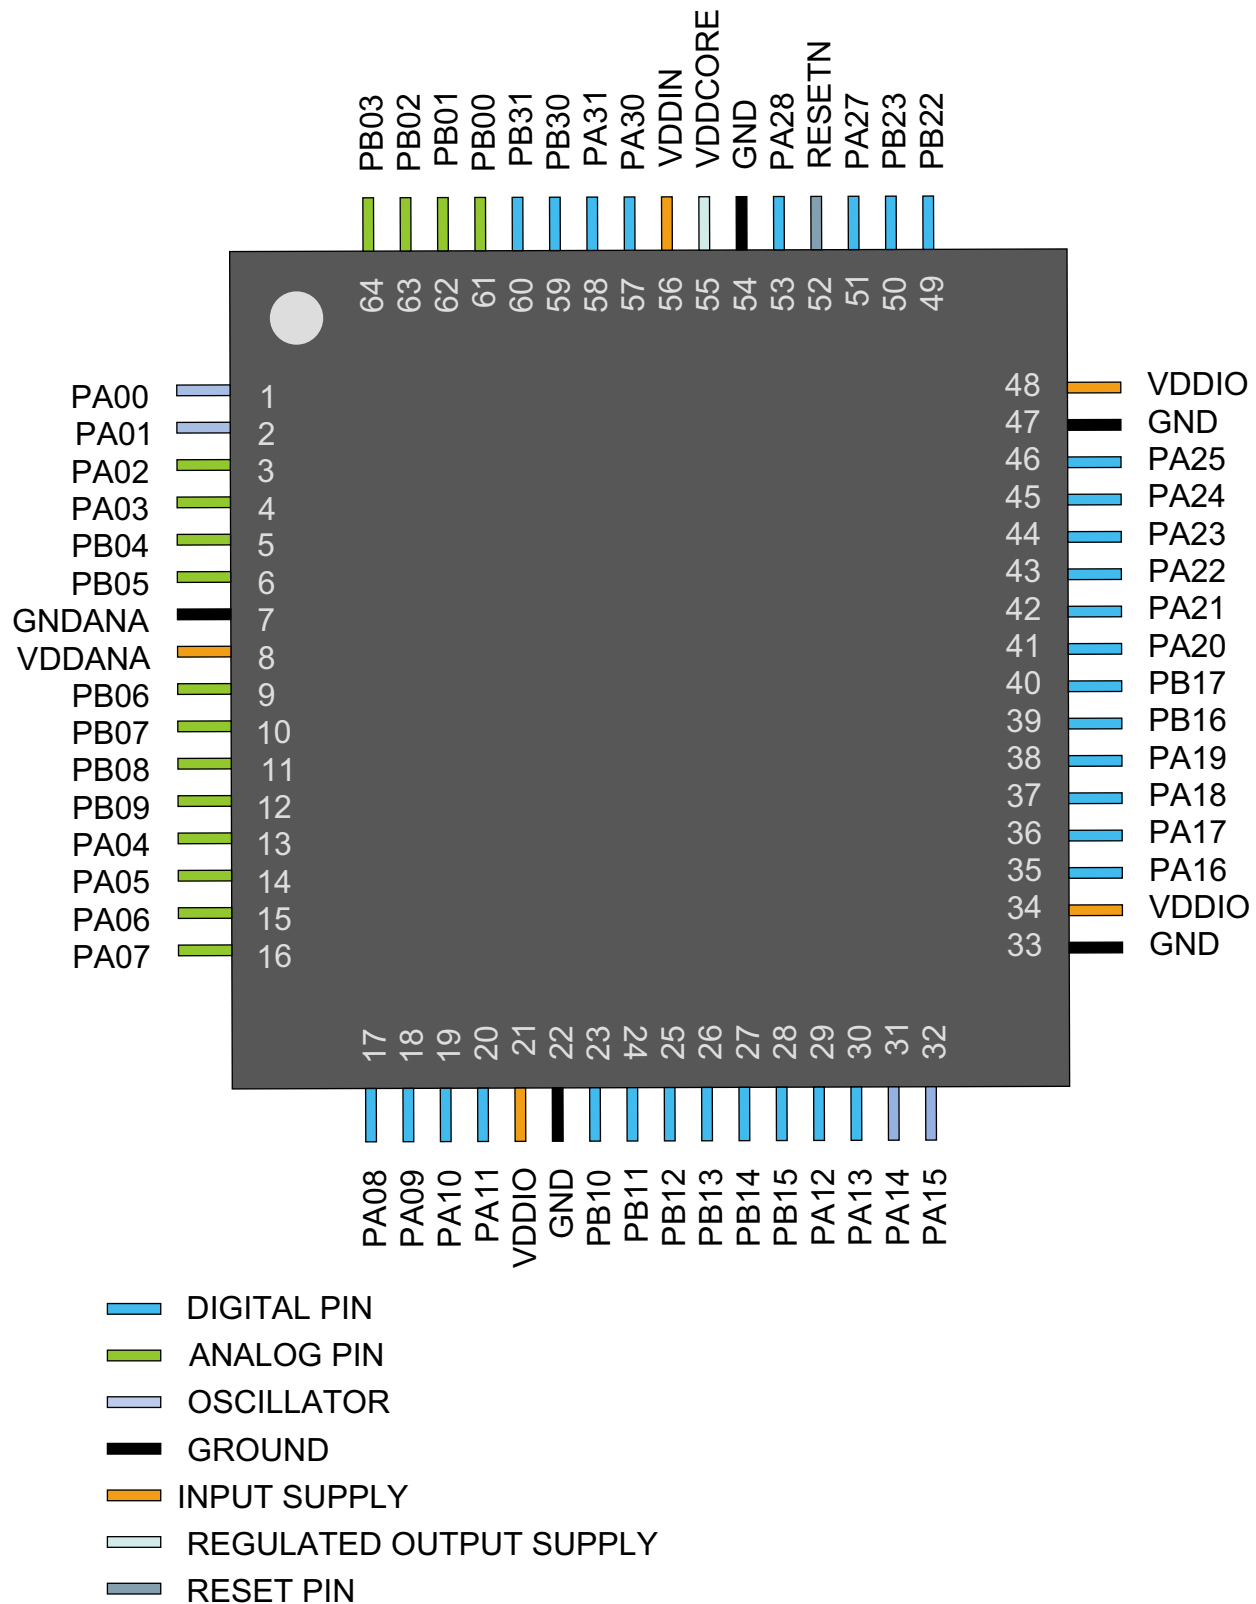 PB03
PB02
PB01
PB00
PB31
PB30
PA31
PA30
VDDIN
VDDCORE
GND
PA28
RESETN
PA27
PB23
PB22
64
63
62
61
60
59
58
57
56
55
54
53
52
51
50
49
PA00 1
PA01 2
PA02 3
PA03 4
PB04 5
PB05 6
GNDANA 7
VDDANA 8
PB06 9
PB07 10
PB08 11
PB09 12
PA04 13
PA05 14
PA06 15
PA07 16
48 VDDIO
47 GND
46 PA25
45 PA24
44 PA23
43 PA22
42 PA21
41 PA20
40 PB17
39 PB16
38 PA19
37 PA18
36 PA17
35 PA16
34 VDDIO
33 GND
17
18
19
20
21
22
23
24
25
26
27
28
29
30
31
32
PA08
PA09
PA10
PA11
VDDIO
GND
PB10
PB11
PB12
PB13
PB14
PB15
PA12
PA13
PA14
PA15
DIGITAL PIN
ANALOG PIN
OSCILLATOR
GROUND
INPUT SUPPLY
REGULATED OUTPUT SUPPLY
RESET PIN